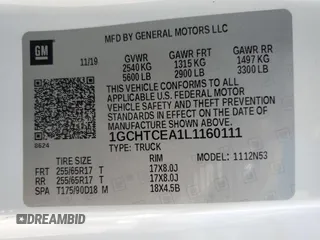 GM
MFD BY GENERAL MOTORS LLC
11/19 GVWR GAWR FRT GAWR RR
2540 KG 1315 KG 1497 KG
5600 LB 2900 LB 3300 LB
THIS VEHICLE CONFORMS TO ALL APPLICABLE U.S. FEDERAL MOTOR VEHICLE SAFETY
STANDARDS IN EFFECT ON THE DATE OF MANUFACTURE SHOWN ABOVE.
1GCHTCEA1L1160111
0624 TYPE: TRUCK
TIRE SIZE RIM MODEL: 1112N53
FRT 255/65R17 T 17X8.0J
RR 255/65R17 T 17X8.0J
SPA T175/90D18 M 18X4.5B
DREAMBID